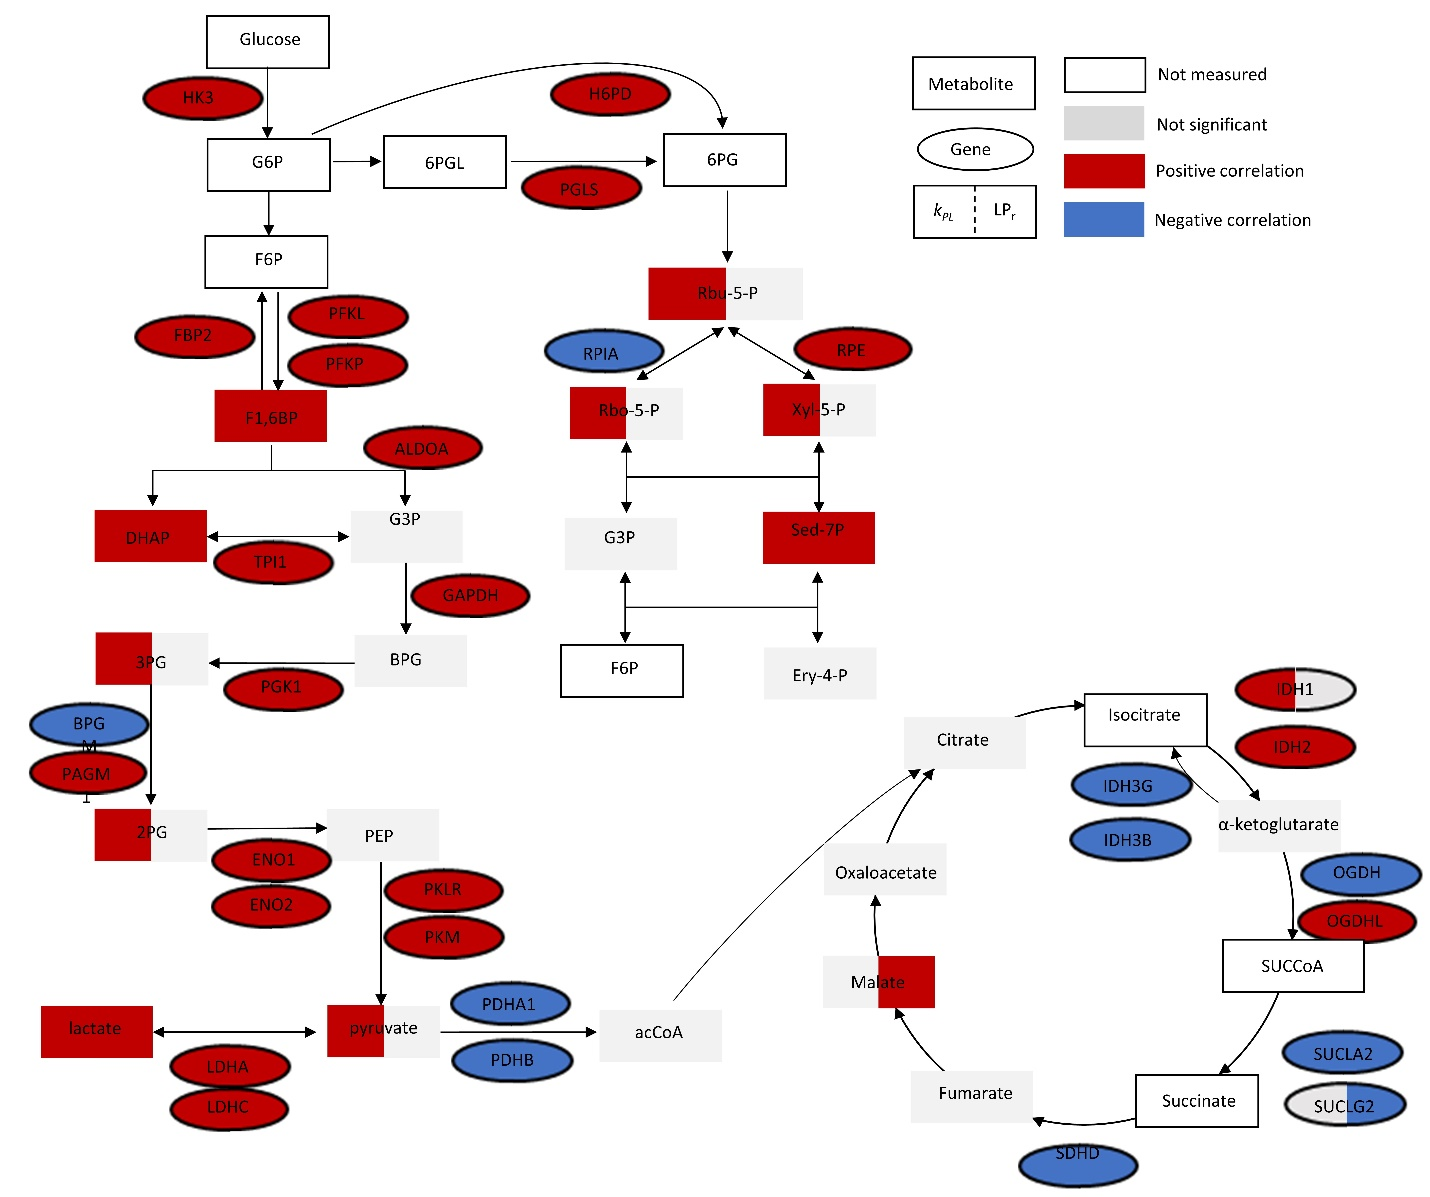 Glucose
HK3
H6PD
G6P
6PGL
6PG
PGLS
F6P
FBP2
PFKL
PFKP
F1,6BP
ALDOA
DHAP
G3P
TPI1
GAPDH
3PG
BPG
PGK1
BPG
M
PAGM
1
2PG
PEP
ENO1
ENO2
PKLR
PKM
lactate
pyruvate
LDHA
LDHC
PDHA1
PDHB
acCoA
Rbu-5-P
RPIA
RPE
Rbo-5-P
Xyl-5-P
G3P
Sed-7P
F6P
Ery-4-P
Metabolite
Gene
k_PL
LP_r
Not measured
Not significant
Positive correlation
Negative correlation
Citrate
Isocitrate
IDH1
IDH2
IDH3G
IDH3B
α-ketoglutarate
OGDH
OGDHL
SUCCoA
SUCLA2
SUCLG2
Succinate
SDHD
Fumarate
Malate
Oxaloacetate